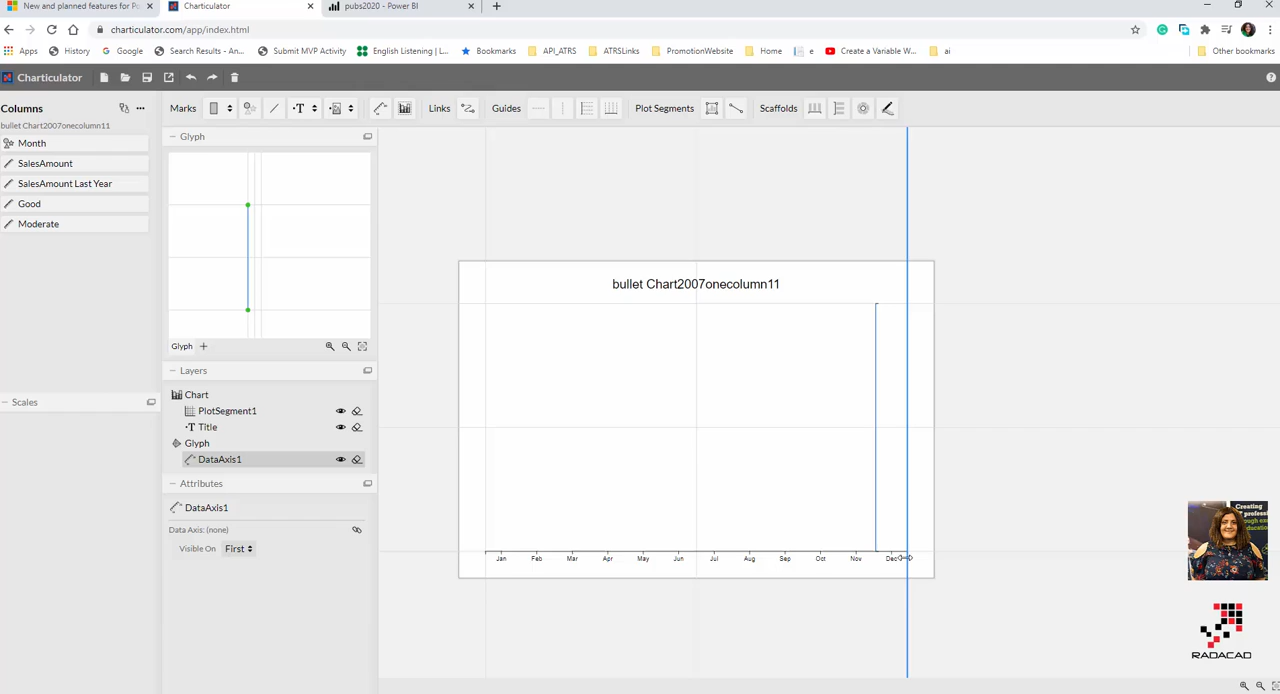 New and planned features for Po
Charticulator
pubs2020 - Power BI
charticulator.com/app/index.html
Apps
History
Google
Search Results - An...
Submit MVP Activity
English Listening | L...
Bookmarks
API_ATRS
ATRSLinks
PromotionWebsite
Home
e
Create a Variable W...
ai
Other bookmarks
Charticulator
Columns
Marks
Links
Guides
Plot Segments
Scaffolds
bullet Chart2007onecolumn11
Month
SalesAmount
SalesAmount Last Year
Good
Moderate
Scales
Glyph
Glyph
Layers
Chart
PlotSegment1
Title
Glyph
DataAxis1
Attributes
DataAxis1
Data Axis: (none)
Visible On
First
bullet Chart2007onecolumn11
Jan Feb Mar Apr May Jun Jul Aug Sep Oct Nov Dec
Creating
RADACAD